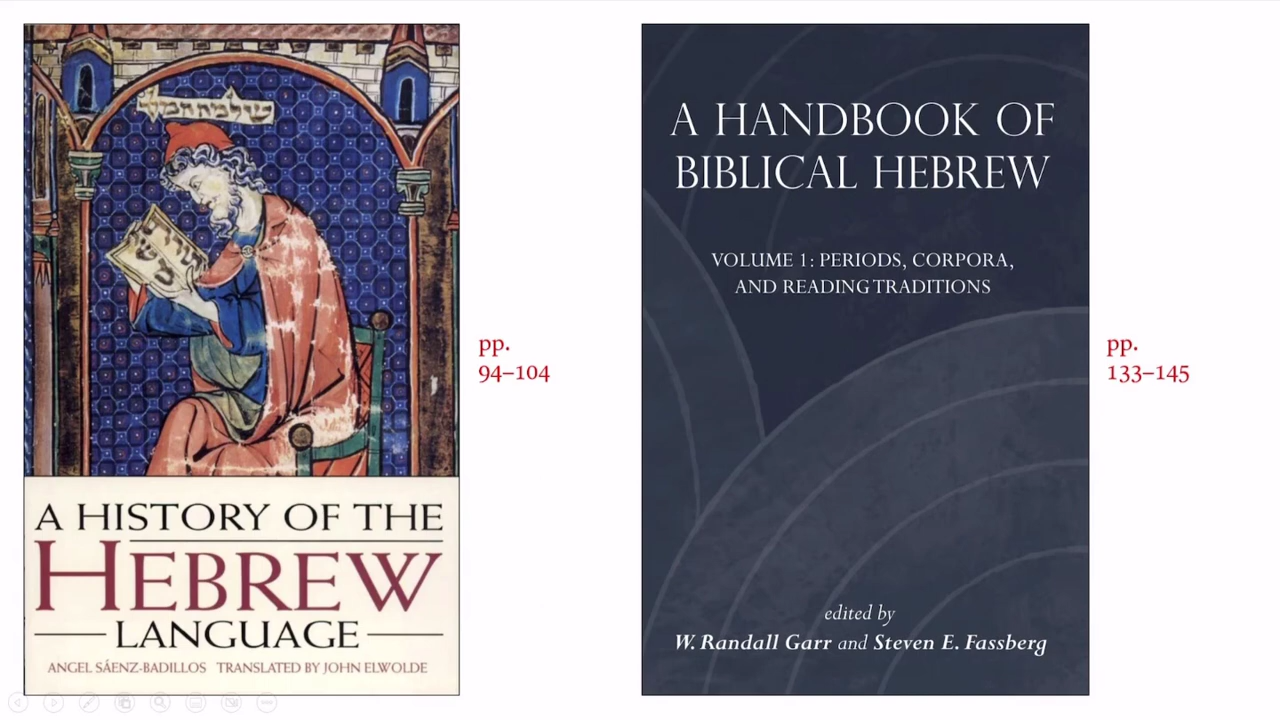 A HISTORY OF THE
HEBREW
LANGUAGE
ANGEL SÁENZ-BADILLOS TRANSLATED BY JOHN ELWOLDE
pp.
94–104
A HANDBOOK OF
BIBLICAL HEBREW
VOLUME 1: PERIODS, CORPORA,
AND READING TRADITIONS
edited by
W. Randall Garr and Steven E. Fassberg
pp.
133–145